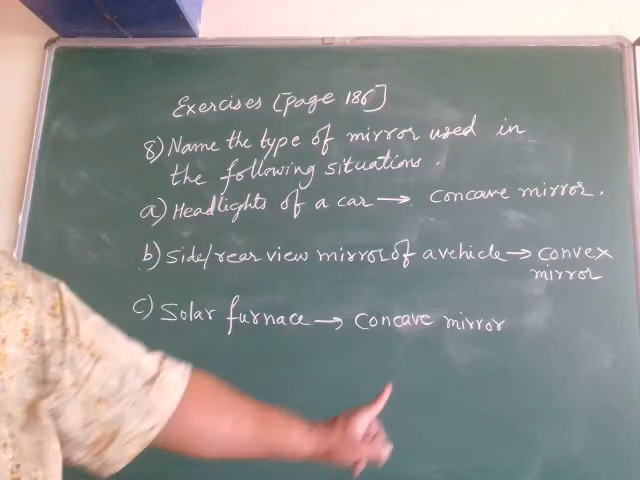 Exercises [page 186]
8) Name the type of mirror used in
the following situations.
a) Headlights of a car → Concave mirror.
b) Side/rear view mirror of a vehicle → convex
mirror
c) Solar furnace → Concave mirror